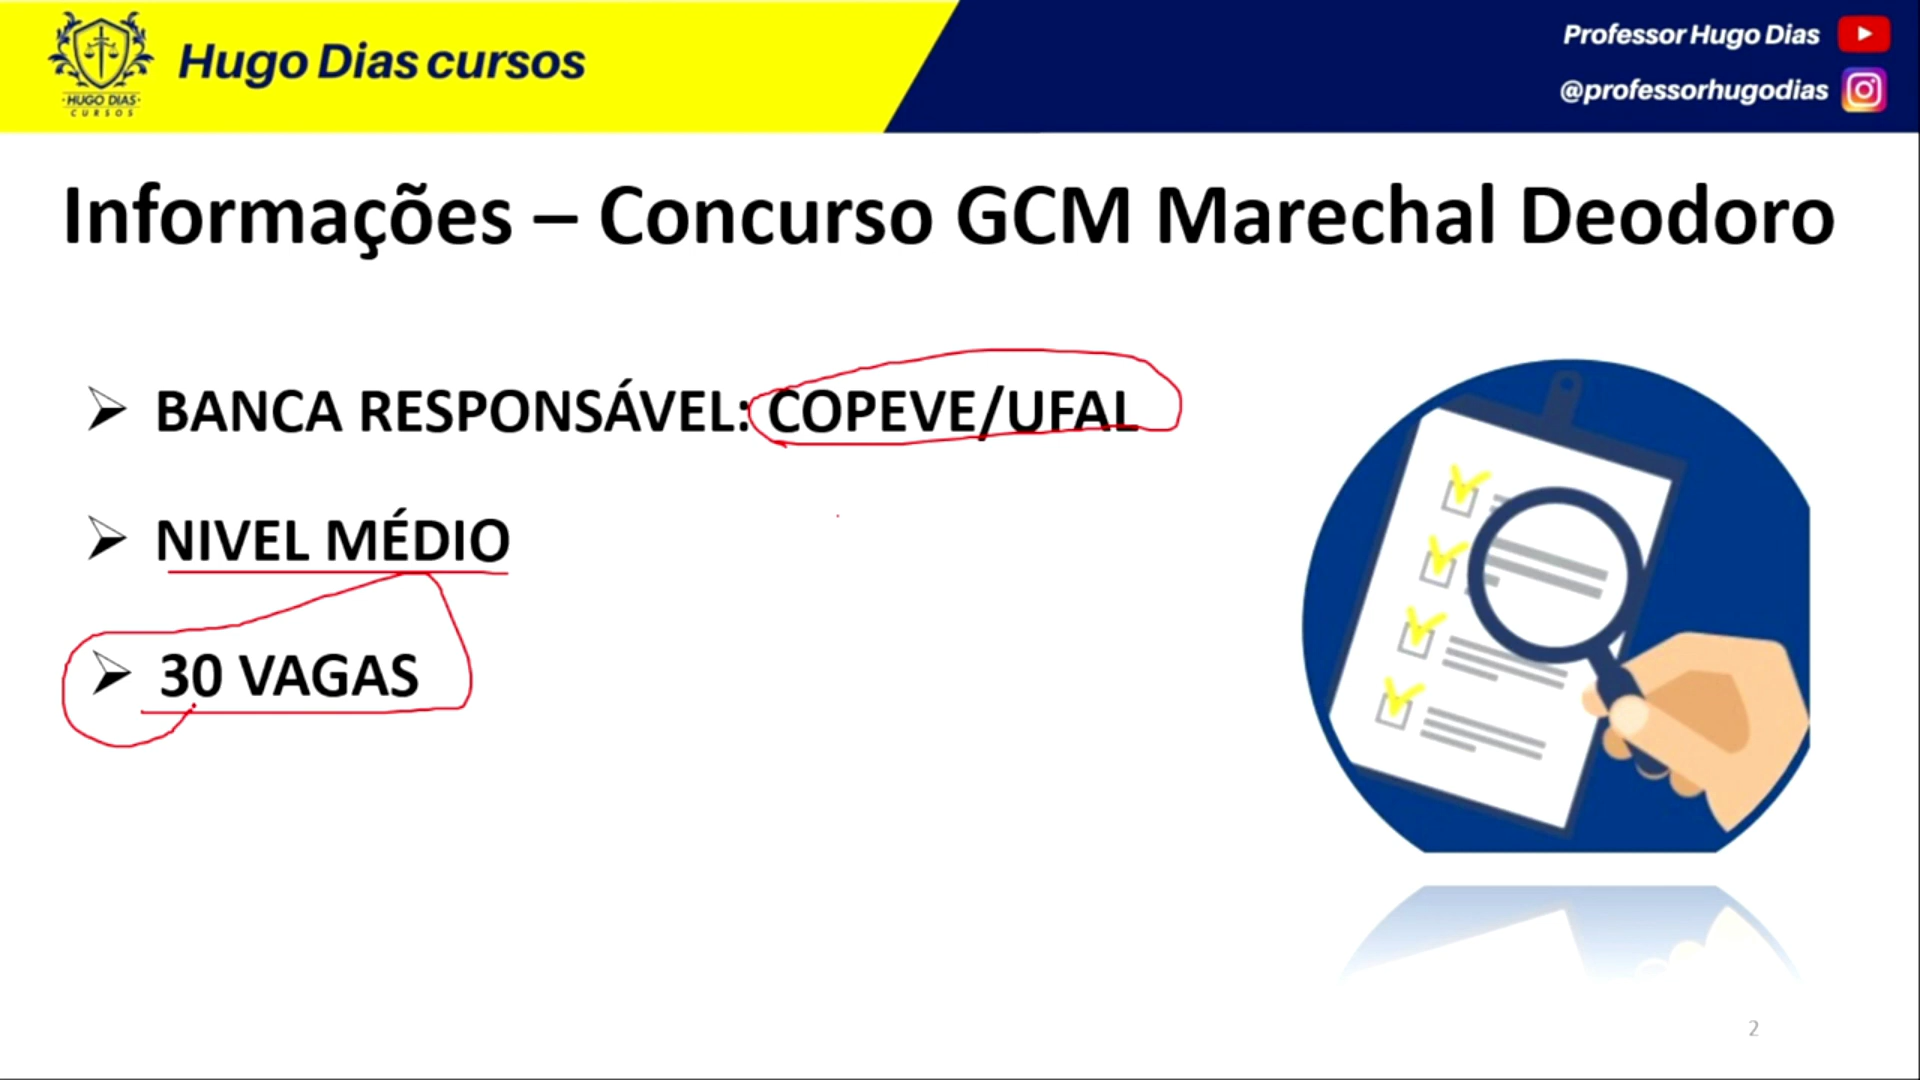 Hugo Dias cursos
HUGO DIAS
CURSOS
Professor Hugo Dias
@professorhugodias
Informações – Concurso GCM Marechal Deodoro
BANCA RESPONSÁVEL: COPEVE/UFAL
NIVEL MÉDIO
30 VAGAS
2